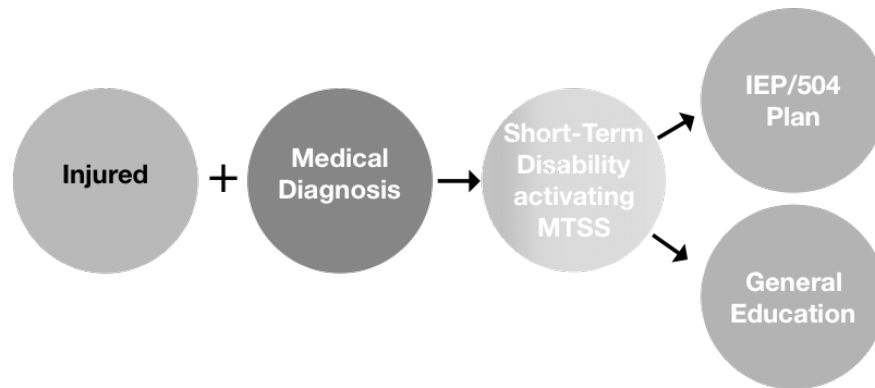 Injured
+
Medical
Diagnosis
Short-Term
Disability
activating
MTSS
IEP/504
Plan
General
Education